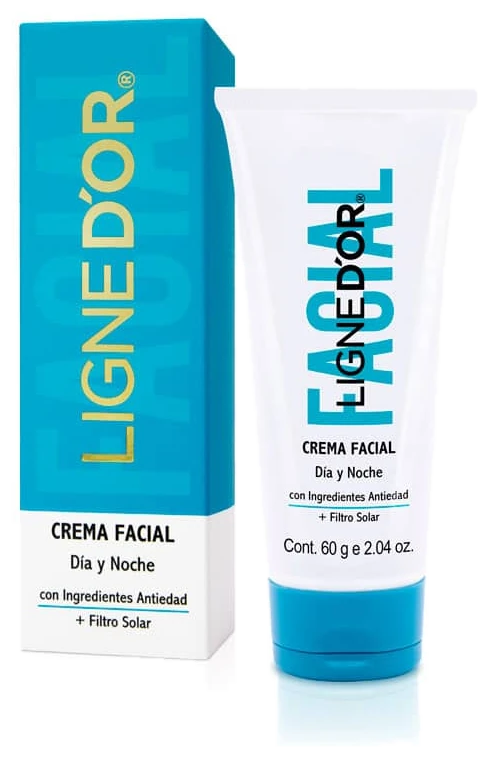 FACIAL
LIGNE D'OR®
CREMA FACIAL
Día y Noche
con Ingredientes Antiedad
+ Filtro Solar
FACIAL
LIGNE D'OR®
CREMA FACIAL
Día y Noche
con Ingredientes Antiedad
+ Filtro Solar
Cont. 60 g e 2.04 oz.